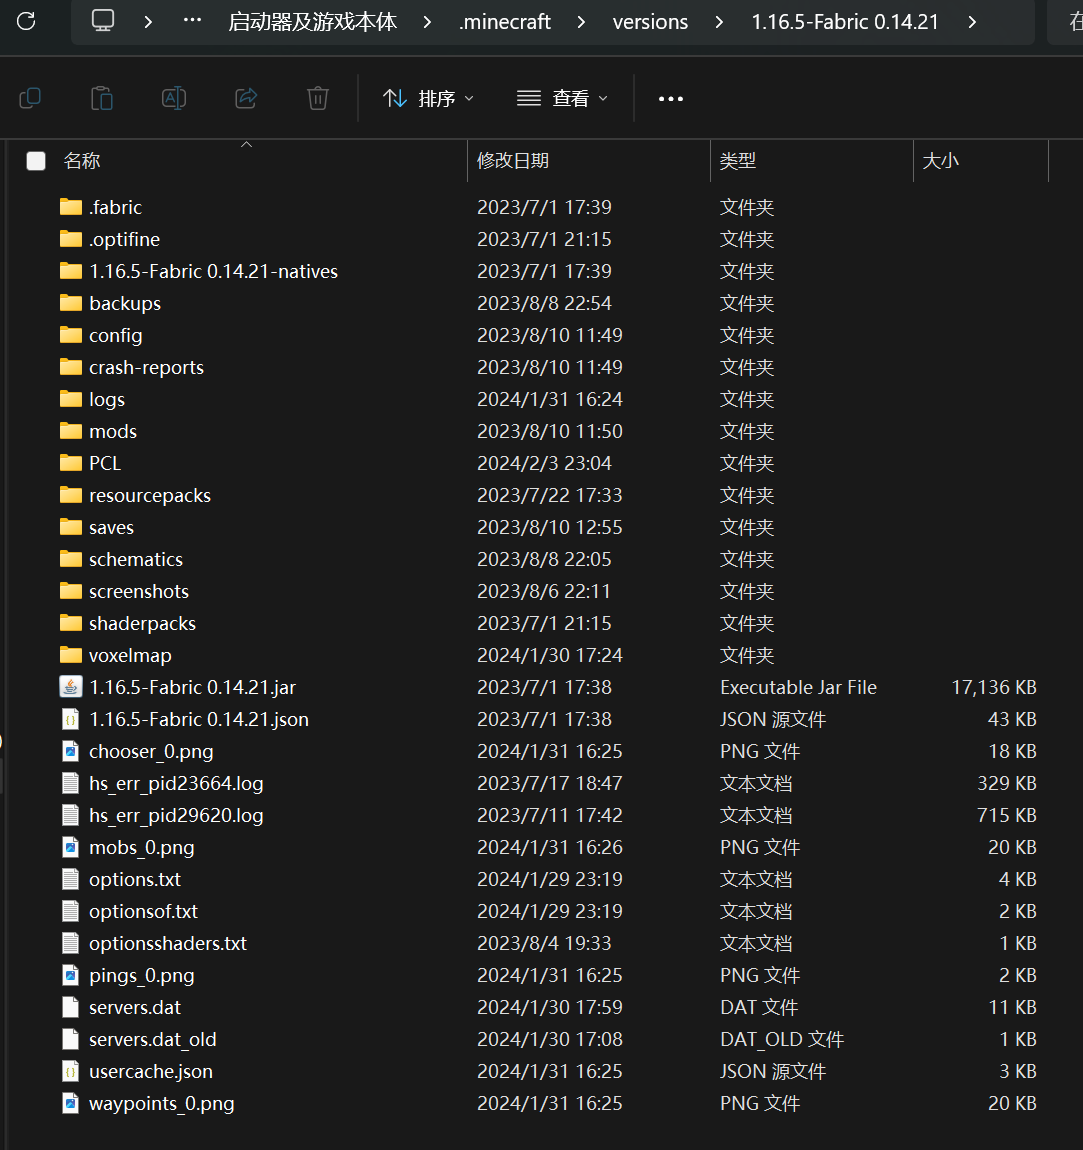 … 启动器及游戏本体 .minecraft versions 1.16.5-Fabric 0.14.21
排序 查看
名称 修改日期 类型 大小
.fabric 2023/7/1 17:39 文件夹
.optifine 2023/7/1 21:15 文件夹
1.16.5-Fabric 0.14.21-natives 2023/7/1 17:39 文件夹
backups 2023/8/8 22:54 文件夹
config 2023/8/10 11:49 文件夹
crash-reports 2023/8/10 11:49 文件夹
logs 2024/1/31 16:24 文件夹
mods 2023/8/10 11:50 文件夹
PCL 2024/2/3 23:04 文件夹
resourcepacks 2023/7/22 17:33 文件夹
saves 2023/8/10 12:55 文件夹
schematics 2023/8/8 22:05 文件夹
screenshots 2023/8/6 22:11 文件夹
shaderpacks 2023/7/1 21:15 文件夹
voxelmap 2024/1/30 17:24 文件夹
1.16.5-Fabric 0.14.21.jar 2023/7/1 17:38 Executable Jar File 17,136 KB
1.16.5-Fabric 0.14.21.json 2023/7/1 17:38 JSON 源文件 43 KB
chooser_0.png 2024/1/31 16:25 PNG 文件 18 KB
hs_err_pid23664.log 2023/7/17 18:47 文本文档 329 KB
hs_err_pid29620.log 2023/7/11 17:42 文本文档 715 KB
mobs_0.png 2024/1/31 16:26 PNG 文件 20 KB
options.txt 2024/1/29 23:19 文本文档 4 KB
optionsof.txt 2024/1/29 23:19 文本文档 2 KB
optionsshaders.txt 2023/8/4 19:33 文本文档 1 KB
pings_0.png 2024/1/31 16:25 PNG 文件 2 KB
servers.dat 2024/1/30 17:59 DAT 文件 11 KB
servers.dat_old 2024/1/30 17:08 DAT_OLD 文件 1 KB
usercache.json 2024/1/31 16:25 JSON 源文件 3 KB
waypoints_0.png 2024/1/31 16:25 PNG 文件 20 KB